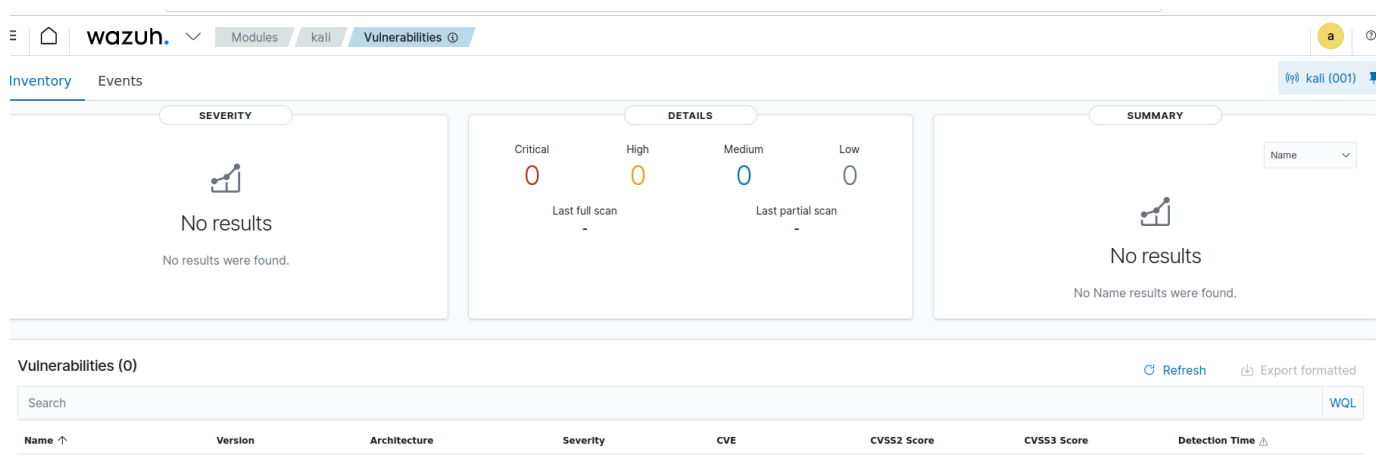 wazuh. Modules kali Vulnerabilities a
Inventory Events kali (001)
SEVERITY DETAILS SUMMARY
Critical High Medium Low Name
0 0 0 0
Last full scan Last partial scan
- -
No results No results
No results were found. No Name results were found.
Vulnerabilities (0) Refresh Export formatted
Search WQL
Name Version Architecture Severity CVE CVSS2 Score CVSS3 Score Detection Time